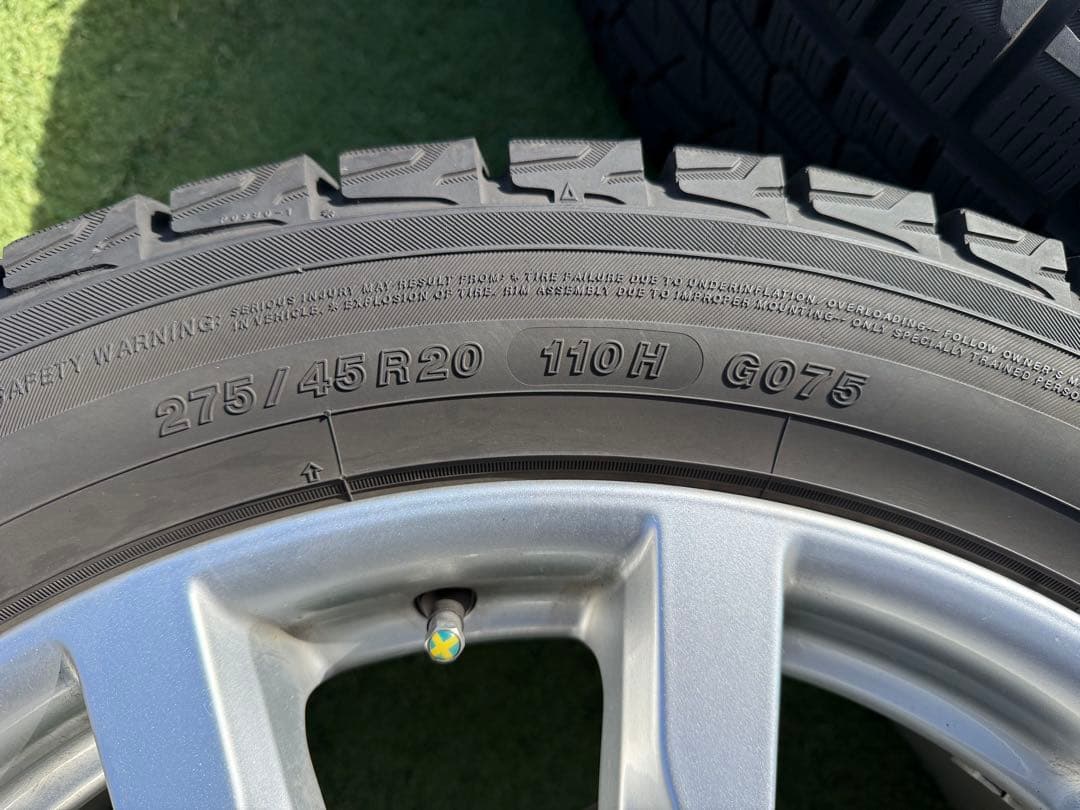 SAFETY WARNING: SERIOUS INJURY MAY RESULT FROM: * TIRE FAILURE DUE TO UNDERINFLATION, OVERLOADING— FOLLOW OWNER'S
IN VEHICLE. * EXPLOSION OF TIRE, RIM ASSEMBLY DUE TO IMPROPER MOUNTING— ONLY SPECIALLY TRAINED
275/45R20 110H G075